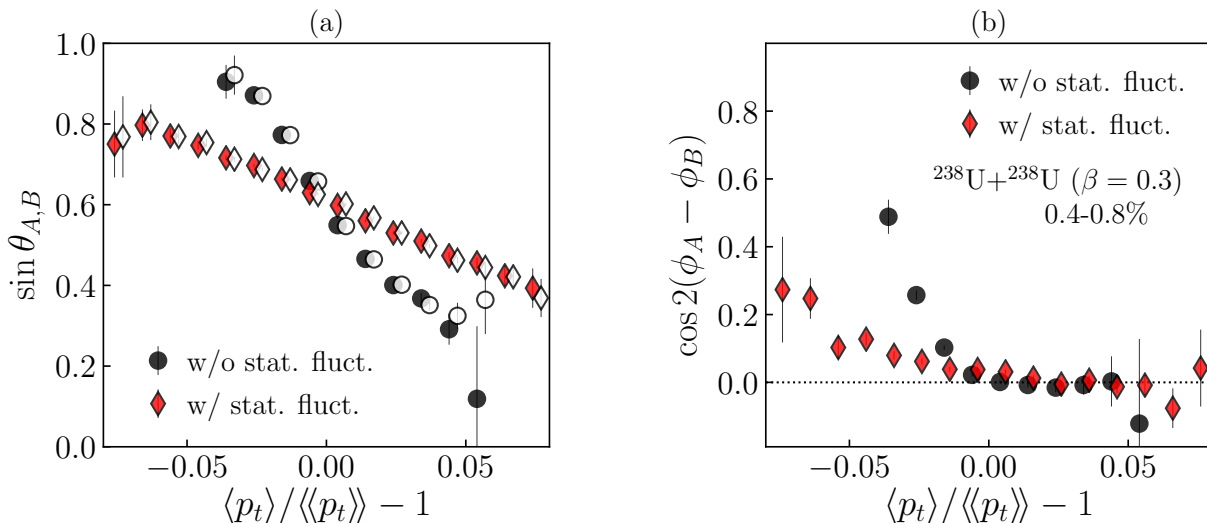 (a)
1.0
0.8
0.6
0.4
0.2
0.0
sin θ_{A,B}
w/o stat. fluct.
w/ stat. fluct.
−0.05
0.00
0.05
⟨p_t⟩/⟨⟨p_t⟩⟩ − 1
(b)
0.8
0.6
0.4
0.2
0.0
cos 2(ϕ_A − ϕ_B)
w/o stat. fluct.
w/ stat. fluct.
²³⁸U+²³⁸U (β = 0.3)
0.4-0.8%
−0.05
0.00
0.05
⟨p_t⟩/⟨⟨p_t⟩⟩ − 1